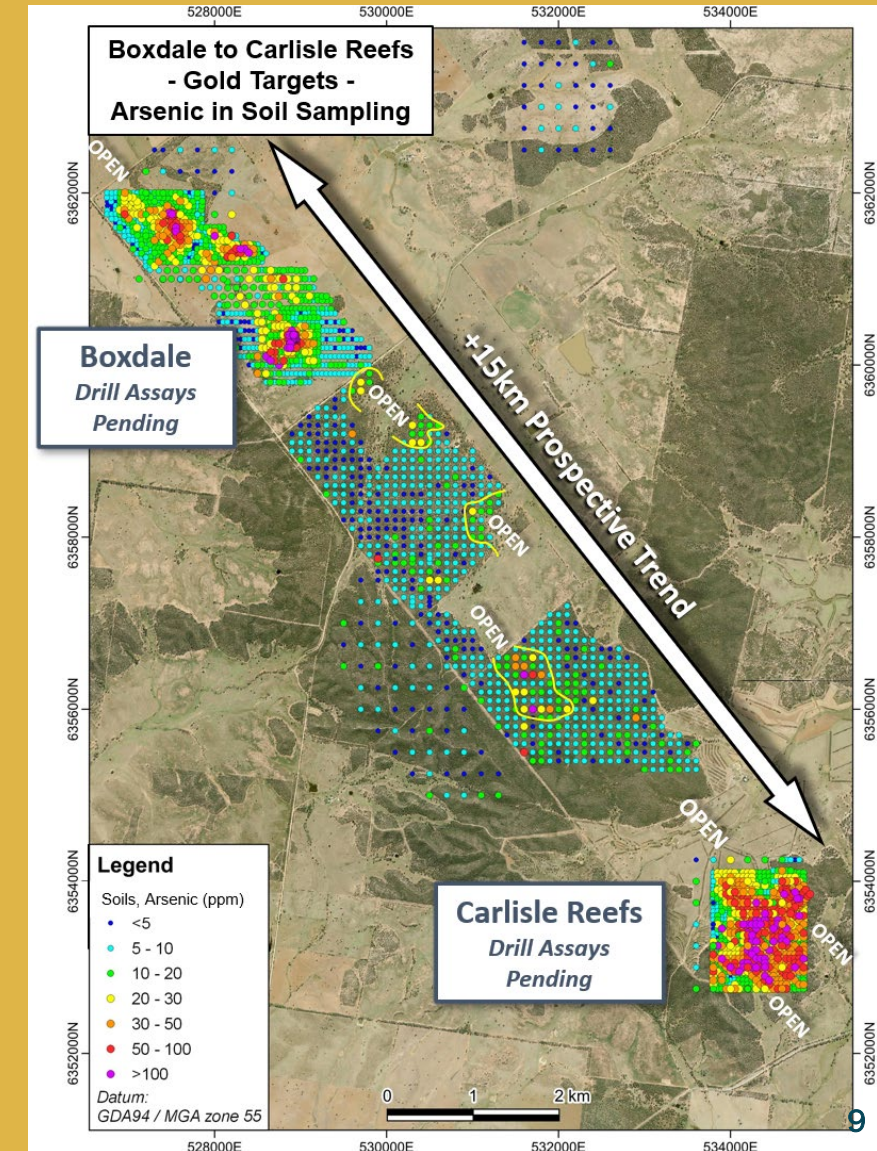 528000E
530000E
532000E
534000E
Boxdale to Carlisle Reefs
- Gold Targets -
Arsenic in Soil Sampling
OPEN
6362000N
6362000N
+15km Prospective Trend
Boxdale
Drill Assays
Pending
6360000N
OPEN
6358000N
6358000N
OPEN
OPEN
6356000N
6356000N
OPEN
Legend
Soils, Arsenic (ppm)
<5
5 - 10
10 - 20
20 - 30
30 - 50
50 - 100
>100
Datum:
GDA94 / MGA zone 55
6354000N
6354000N
Carlisle Reefs
Drill Assays
Pending
OPEN
OPEN
6352000N
6352000N
0 1 2 km
9
528000E
530000E
532000E
534000E